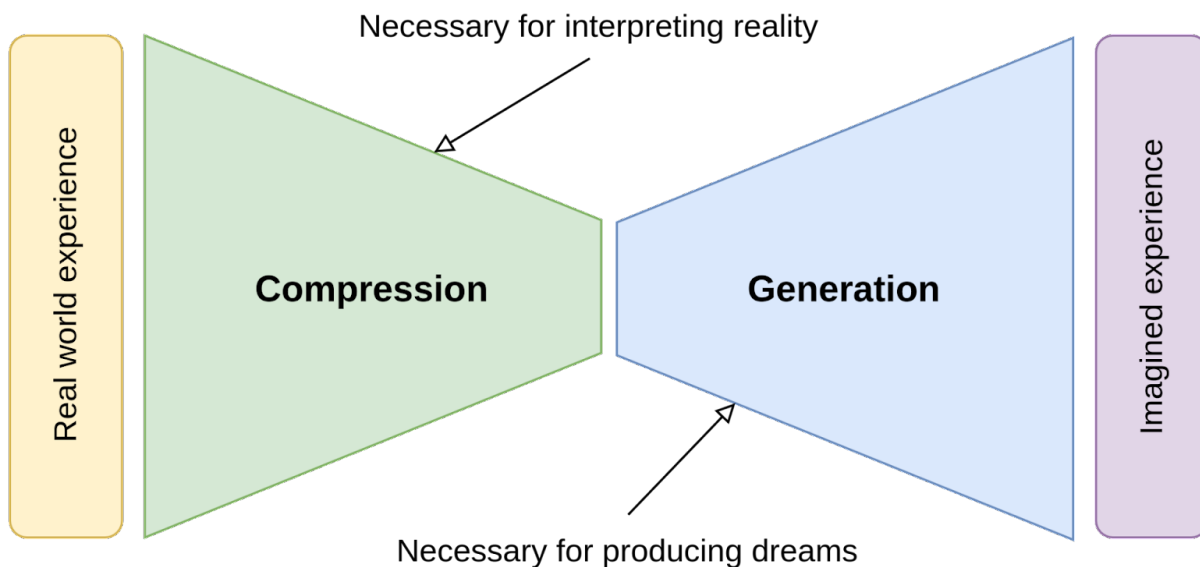 Necessary for interpreting reality
Real world experience
Compression
Generation
Imagined experience
Necessary for producing dreams